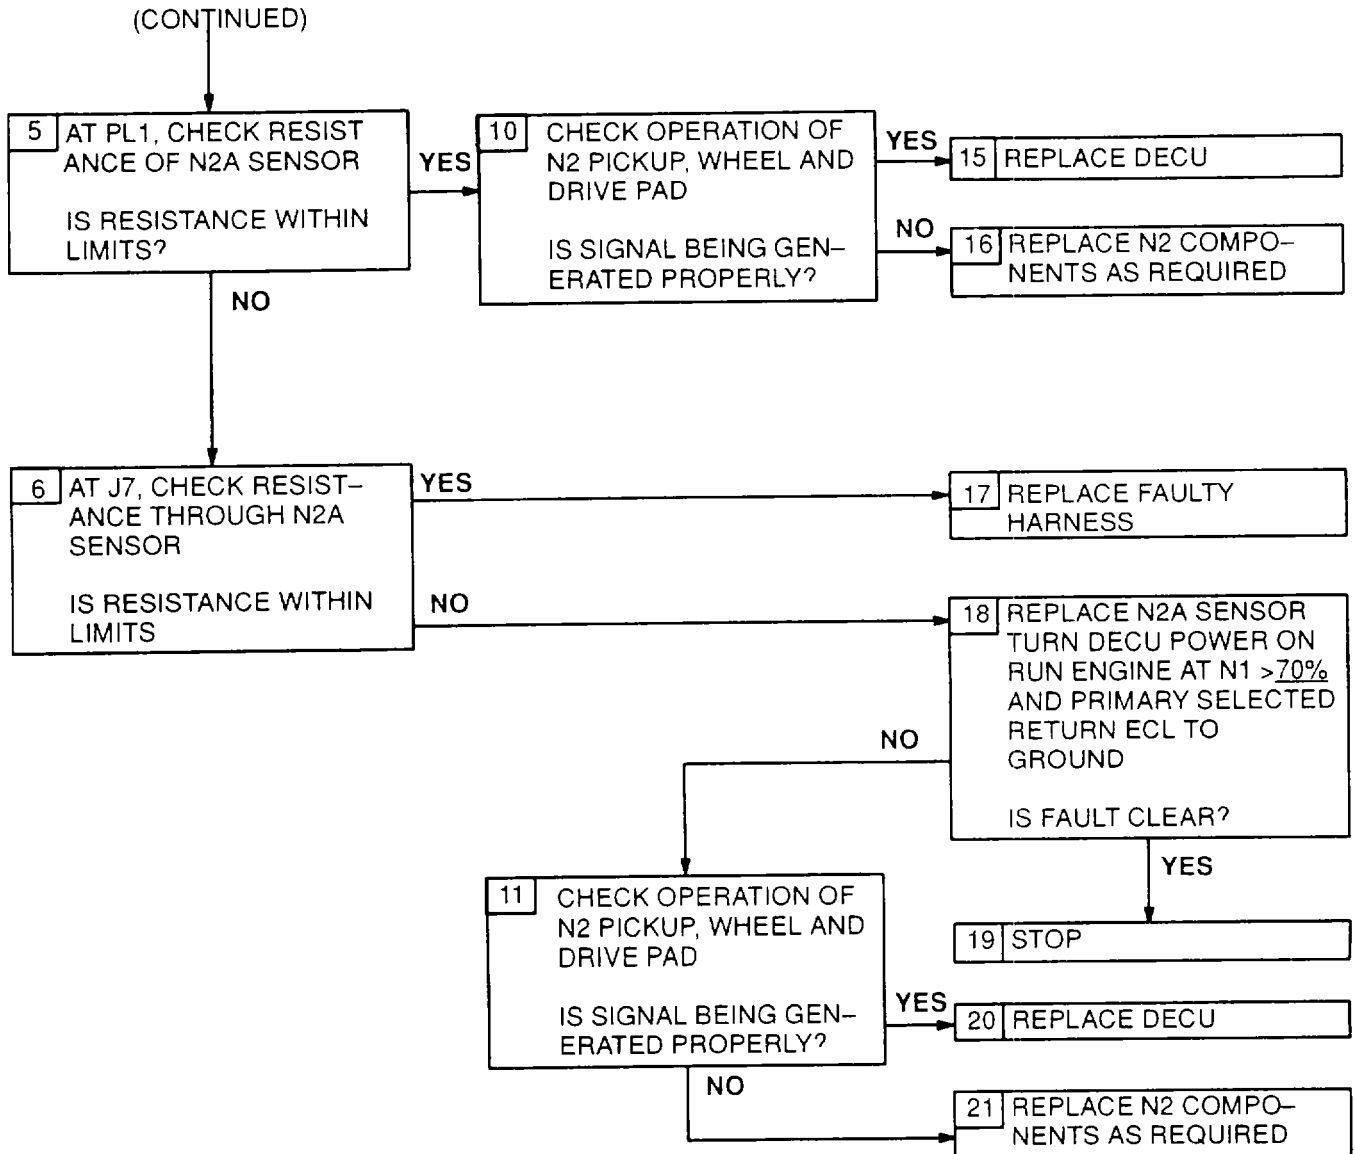 (CONTINUED)
5 AT PL1, CHECK RESIST
ANCE OF N2A SENSOR
IS RESISTANCE WITHIN
LIMITS?
YES
NO
10 CHECK OPERATION OF
N2 PICKUP, WHEEL AND
DRIVE PAD
IS SIGNAL BEING GEN–
ERATED PROPERLY?
YES
15 REPLACE DECU
NO
16 REPLACE N2 COMPO–
NENTS AS REQUIRED
6 AT J7, CHECK RESIST–
ANCE THROUGH N2A
SENSOR
IS RESISTANCE WITHIN
LIMITS
YES
17 REPLACE FAULTY
HARNESS
NO
18 REPLACE N2A SENSOR
TURN DECU POWER ON
RUN ENGINE AT N1 >70%
AND PRIMARY SELECTED
RETURN ECL TO
GROUND
IS FAULT CLEAR?
NO
YES
19 STOP
11 CHECK OPERATION OF
N2 PICKUP, WHEEL AND
DRIVE PAD
IS SIGNAL BEING GEN–
ERATED PROPERLY?
YES
20 REPLACE DECU
NO
21 REPLACE N2 COMPO–
NENTS AS REQUIRED